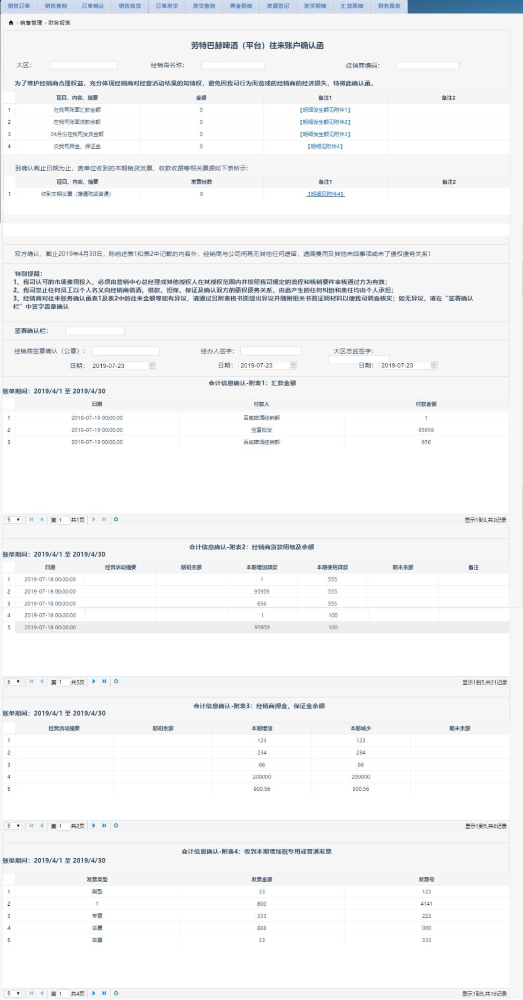 销售订单 销售查询 订单确认 销售收款 订单发货 发货查询 押金明细 发票登记 发货明细 汇款明细 财务报表
> 销售管理 > 财务报表
劳特巴赫啤酒（平台）往来账户确认函
大区： 经销商名称： 经销商编码：
为了维护经销商合理权益，充分体现经销商对经营活动结果的知情权，避免因我司行为而造成的经销商的经济损失，特做此确认函。
项目、内容、摘要 金额 备注1 备注2
1 在我司账面汇款金额 0 【明细发生额见附件1】
2 在我司账面货款余额 0 【明细发生额见附件2】
3 04月份在我司发货金额 0 【明细发生额见附件3】
4 交我司押金、保证金 0 【明细见附件4】
到确认截止日期为止，贵单位收到的本期销货发票、收款收据等相关票据如下表所示：
项目、内容、摘要 发票份数 备注1 备注2
1 收到本期发票（增值税或普通） 0 【明细见附件4】
双方确认，截止2019年4月30日，除前述表1和表2中记载的内容外，经销商与公司间再无其他任何遗留，遗漏费用及其他未结事项或未了债权债务关系！
特别提醒：
1、我司认可的市场费用投入，必须由营销中心总经理或其他授权人在其授权范围内并按照我司规定的流程和核销要件审核通过方为有效；
2、我司禁止任何员工以个人名义向经销商借酒、借款、担保、保证及确认双方的债权债务关系，由此产生的任何纠纷和责任均由个人承担；
3、经销商对往来账务确认函表1及表2中的往来金额等如有异议，请通过另附表格书面提出异议并随附相关书面证明材料以便我司调查核实；如无异议，请在“签署确认
栏”中签字盖章确认
签署确认栏：
经销商签章确认（公章）： 经办人签字： 大区总监签字：
日期： 2019-07-23 日期： 2019-07-23 日期： 2019-07-23
会计信息确认-附表1：汇款金额
账单期间：2019/4/1 至 2019/4/30
日期 付款人 付款金额
1 2019-07-19 00:00:00 百威啤酒经销部 1
2 2019-07-19 00:00:00 宝富批发 95959
3 2019-07-19 00:00:00 百威啤酒经销部 656
5 第 1 共1页 显示1到3,共3记录
会计信息确认-附表2：经销商货款明细及余额
账单期间：2019/4/1 至 2019/4/30
日期 经营活动摘要 期初余额 本期增加贷款 本期使用贷款 期末余额 备注
1 2019-07-18 00:00:00 1 555
2 2019-07-18 00:00:00 95959 555
3 2019-07-18 00:00:00 656 555
4 2019-07-18 00:00:00 1 100
5 2019-07-18 00:00:00 95959 100
5 第 1 共5页 显示1到5,共21记录
会计信息确认-附表3：经销商押金、保证金余额
账单期间：2019/4/1 至 2019/4/30
经营活动摘要 期初余额 本期增加 本期减少 期末余额
1 123 123
2 234 234
3 66 66
4 200000 200000
5 900.56 900.56
5 第 1 共2页 显示1到5,共6记录
会计信息确认-附表4：收到本期增加税专用或普通发票
账单期间：2019/4/1 至 2019/4/30
发票类型 发票金额 发票号
1 类型 33 123
2 1 800 4141
3 专票 333 222
4 普票 888 000
5 普票 33 333
5 第 1 共4页 显示1到5,共16记录